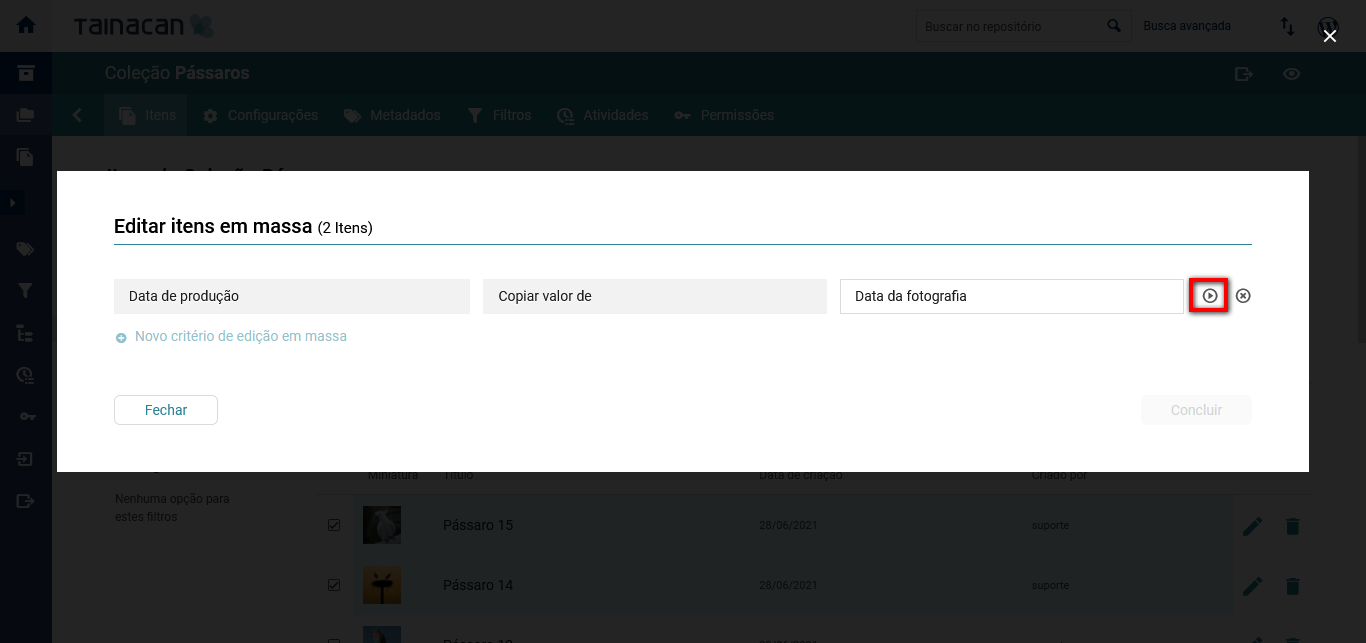 Tainacan
Buscar no repositório
Busca avançada
Coleção Pássaros
Itens
Configurações
Metadados
Filtros
Atividades
Permissões
Editar itens em massa (2 Itens)
Data de produção
Copiar valor de
Data da fotografia
Novo critério de edição em massa
Fechar
Concluir
Miniatura
Título
Data de criação
Criado por
Nenhuma opção para
estes filtros
Pássaro 15
28/06/2021
suporte
Pássaro 14
28/06/2021
suporte